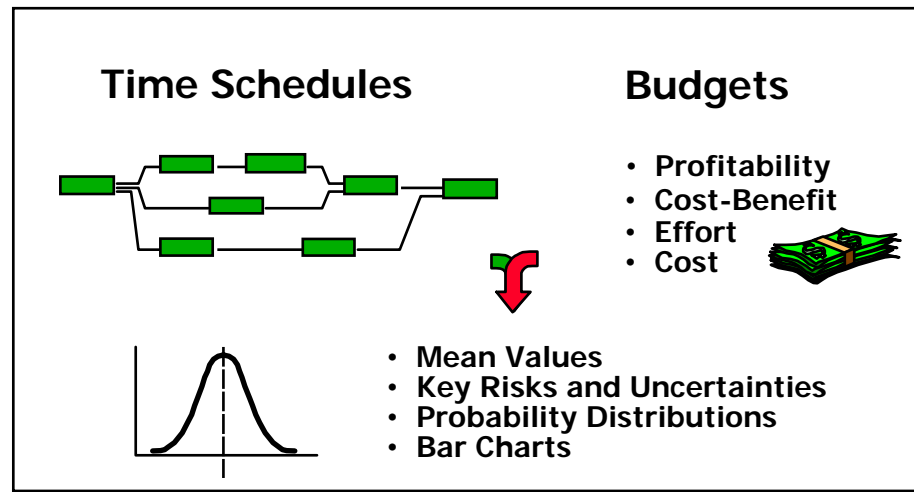 Time Schedules
Budgets
• Profitability
• Cost-Benefit
• Effort
• Cost
• Mean Values
• Key Risks and Uncertainties
• Probability Distributions
• Bar Charts